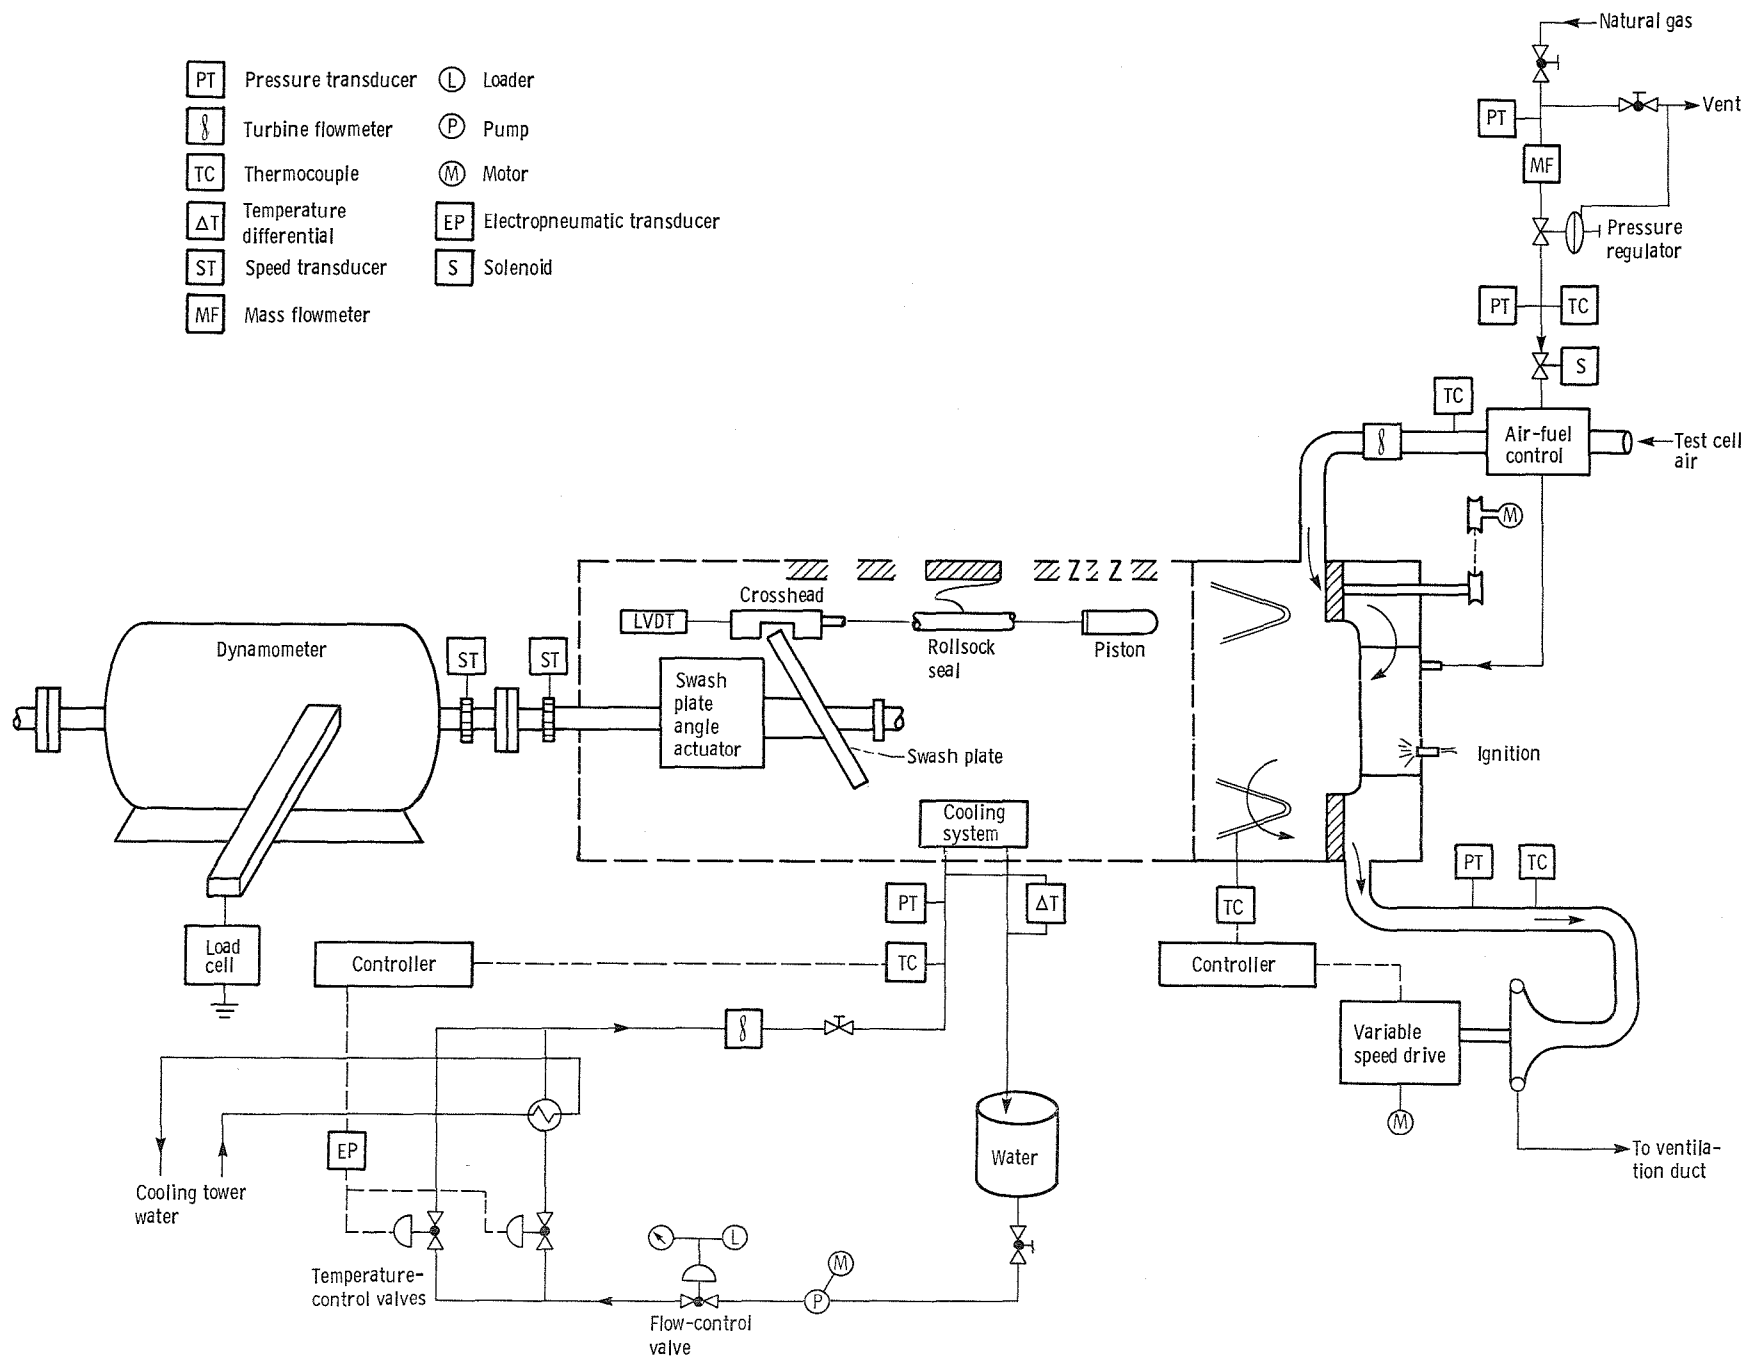 Natural gas
PT Pressure transducer
L Loader
Vent
PT
Turbine flowmeter
P Pump
MF
TC Thermocouple
M Motor
ΔT Temperature
differential
EP Electropneumatic transducer
Pressure
regulator
ST Speed transducer
S Solenoid
MF Mass flowmeter
PT
TC
S
TC
Air-fuel
control
Test cell
air
M
Crosshead
LVDT
Rollsock
seal
Piston
Dynamometer
ST
ST
Swash
plate
angle
actuator
Swash plate
Ignition
Cooling
system
PT
TC
PT
ΔT
TC
Load
cell
Controller
TC
Controller
Variable
speed drive
M
Water
EP
To ventila-
tion duct
Cooling tower
water
L
M
P
Temperature-
control valves
Flow-control
valve